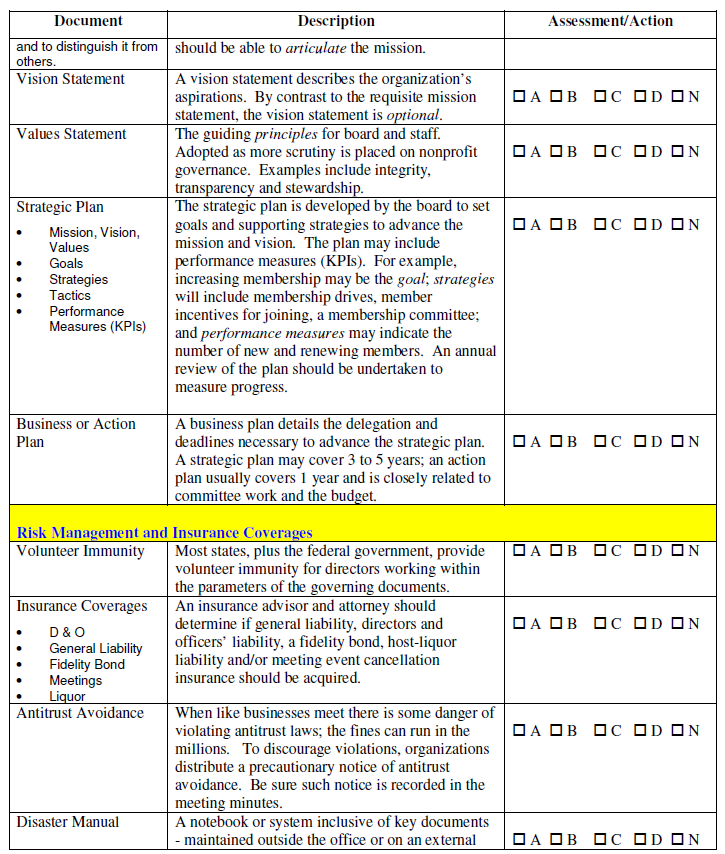 Document Description Assessment/Action
and to distinguish it from
others.
should be able to articulate the mission.
Vision Statement
A vision statement describes the organization's
aspirations. By contrast to the requisite mission
statement, the vision statement is optional.
☐ A ☐ B ☐ C ☐ D ☐ N
Values Statement
The guiding principles for board and staff.
Adopted as more scrutiny is placed on nonprofit
governance. Examples include integrity,
transparency and stewardship.
☐ A ☐ B ☐ C ☐ D ☐ N
Strategic Plan
• Mission, Vision,
Values
• Goals
• Strategies
• Tactics
• Performance
Measures (KPIs)
The strategic plan is developed by the board to set
goals and supporting strategies to advance the
mission and vision. The plan may include
performance measures (KPIs). For example,
increasing membership may be the goal; strategies
will include membership drives, member
incentives for joining, a membership committee;
and performance measures may indicate the
number of new and renewing members. An annual
review of the plan should be undertaken to
measure progress.
☐ A ☐ B ☐ C ☐ D ☐ N
Business or Action
Plan
A business plan details the delegation and
deadlines necessary to advance the strategic plan.
A strategic plan may cover 3 to 5 years; an action
plan usually covers 1 year and is closely related to
committee work and the budget.
☐ A ☐ B ☐ C ☐ D ☐ N
Risk Management and Insurance Coverages
Volunteer Immunity
Most states, plus the federal government, provide
volunteer immunity for directors working within
the parameters of the governing documents.
☐ A ☐ B ☐ C ☐ D ☐ N
Insurance Coverages
• D & O
• General Liability
• Fidelity Bond
• Meetings
• Liquor
An insurance advisor and attorney should
determine if general liability, directors and
officers' liability, a fidelity bond, host-liquor
liability and/or meeting event cancellation
insurance should be acquired.
☐ A ☐ B ☐ C ☐ D ☐ N
Antitrust Avoidance
When like businesses meet there is some danger of
violating antitrust laws; the fines can run in the
millions. To discourage violations, organizations
distribute a precautionary notice of antitrust
avoidance. Be sure such notice is recorded in the
meeting minutes.
☐ A ☐ B ☐ C ☐ D ☐ N
Disaster Manual
A notebook or system inclusive of key documents
- maintained outside the office or on an external
☐ A ☐ B ☐ C ☐ D ☐ N